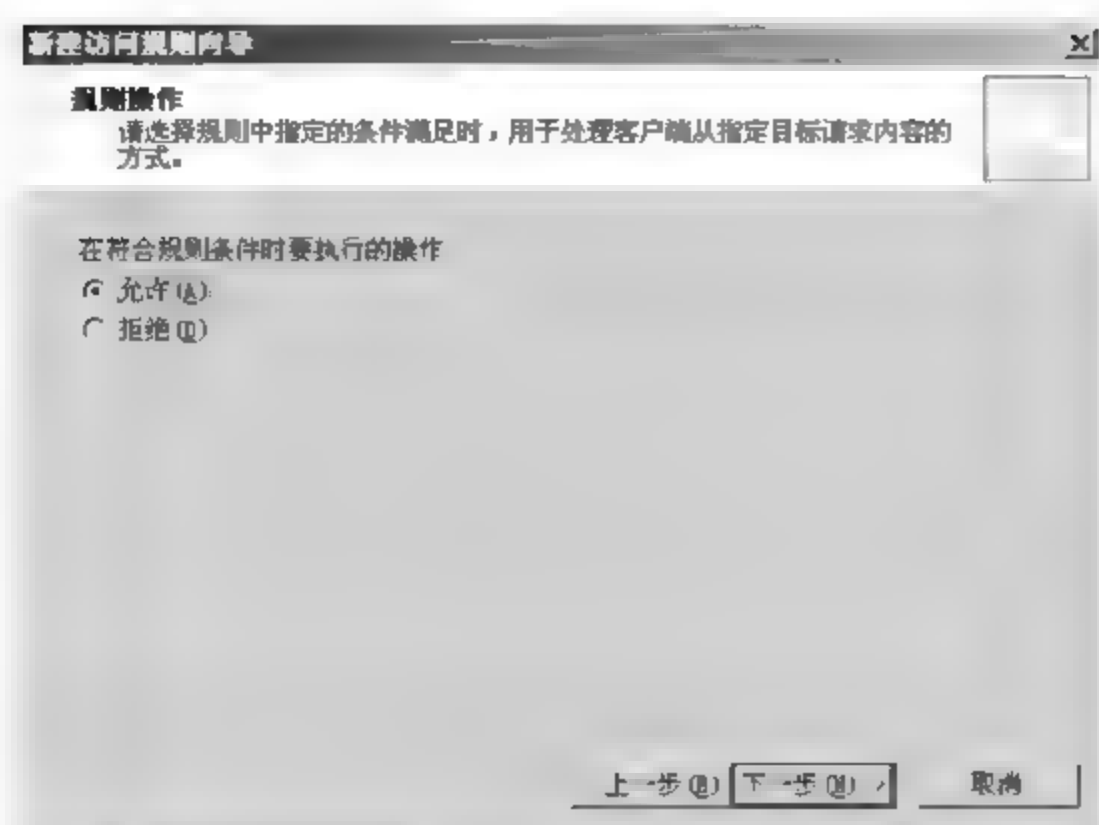 新建访问规则向导
规则操作
请选择规则中指定的条件满足时，用于处理客户端从指定目标请求内容的
方式。
在符合规则条件时要执行的操作
允许(A)
拒绝(D)
上一步(B)
下一步(N) >
取消